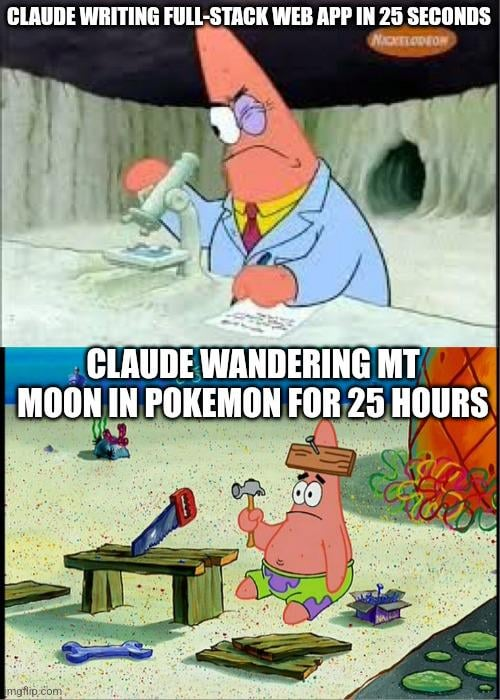 CLAUDE WRITING FULL-STACK WEB APP IN 25 SECONDS
NICKELODEON
CLAUDE WANDERING MT
MOON IN POKEMON FOR 25 HOURS
imgflip.com